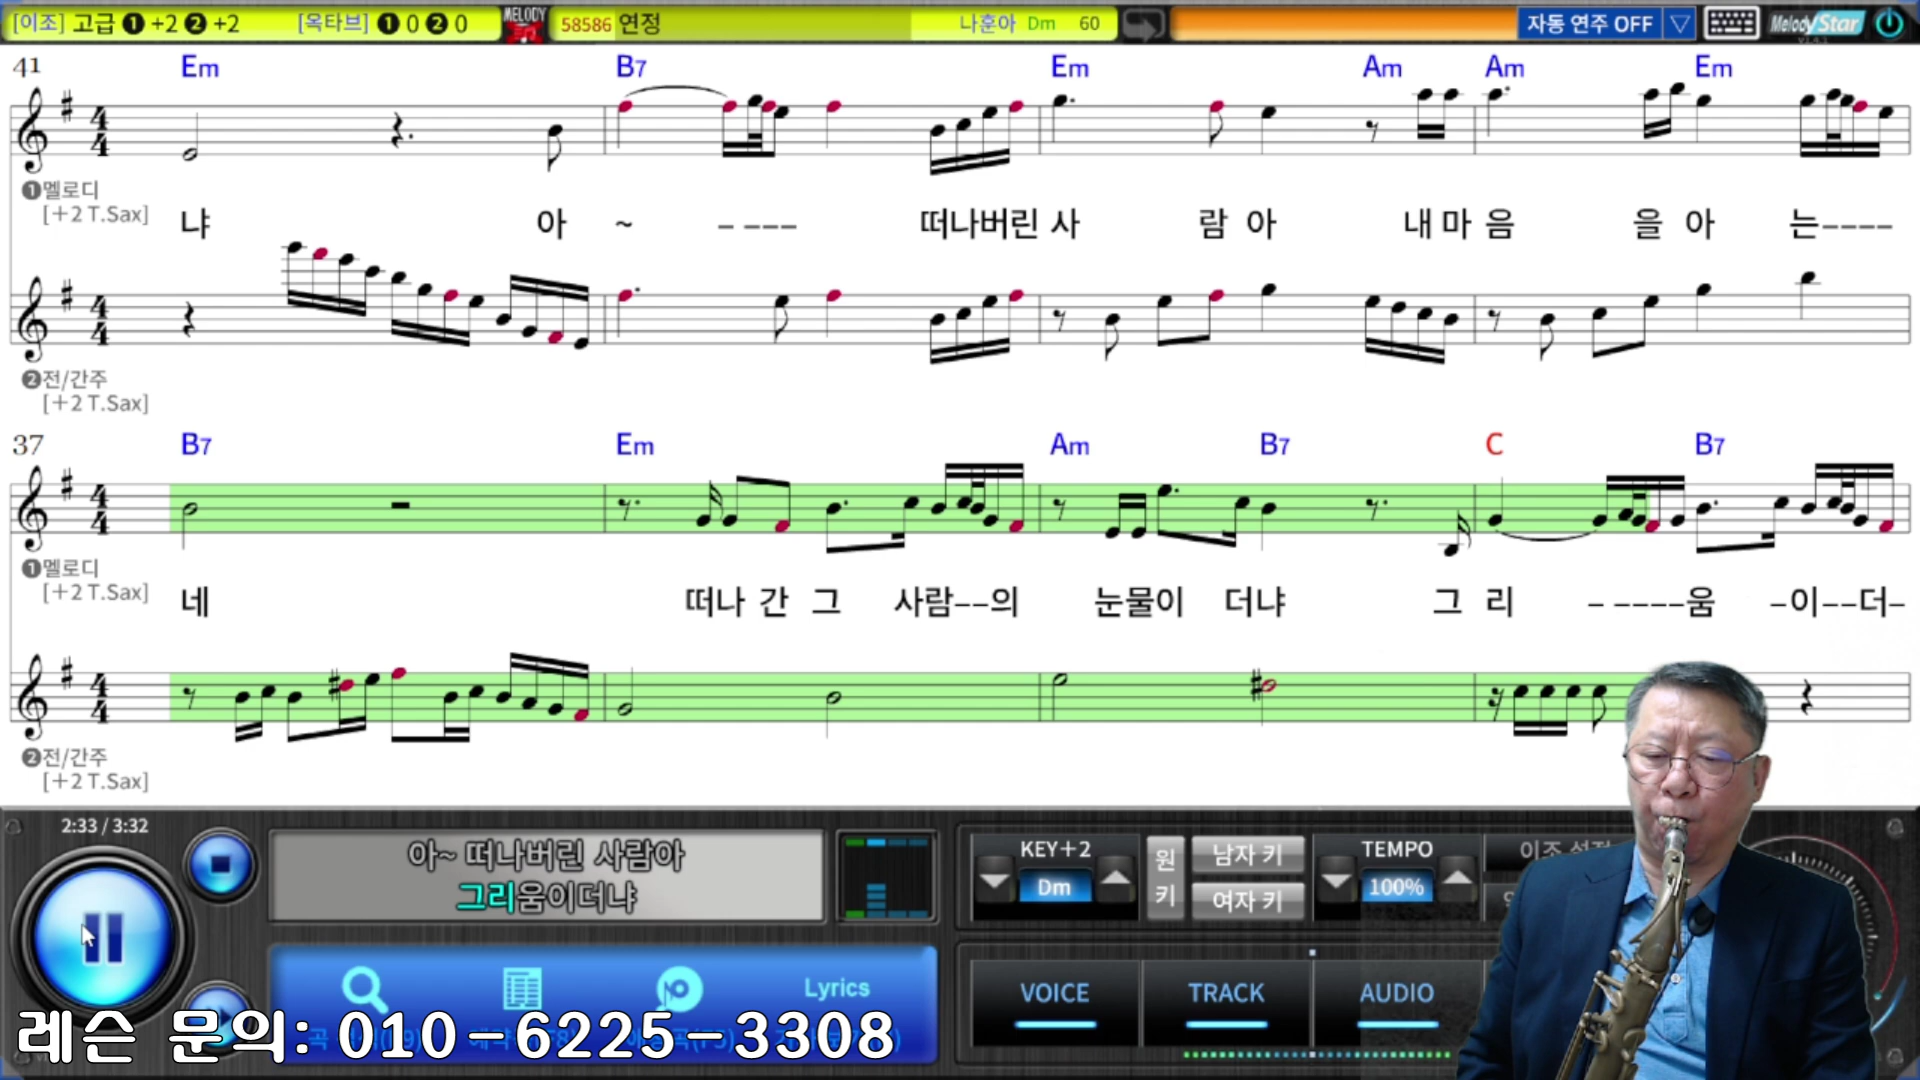 [이조] 고급 ❶ +2 ❷ +2 [옥타브] ❶ 0 ❷ 0 MELODY 58586 연정 나훈아 Dm 60 자동 연주 OFF MelodyStar
41 Em B7 Em Am Am Em
❶멜로디
[+2 T.Sax]
냐 아 ~ - --- 떠나버린 사 람 아 내 마 음 을 아 는----
❷전/간주
[+2 T.Sax]
37 B7 Em Am B7 C B7
❶멜로디
[+2 T.Sax]
네 떠나 간 그 사람--의 눈물이 더냐 그 리 - ----움 -이--더-
❷전/간주
[+2 T.Sax]
2:33 / 3:32
아~ 떠나버린 사람아
그리움이더냐
KEY+2
Dm
원키
남자 키
여자 키
TEMPO
100%
이조 설정
Lyrics
VOICE TRACK AUDIO
레슨 문의: 010-6225-3308